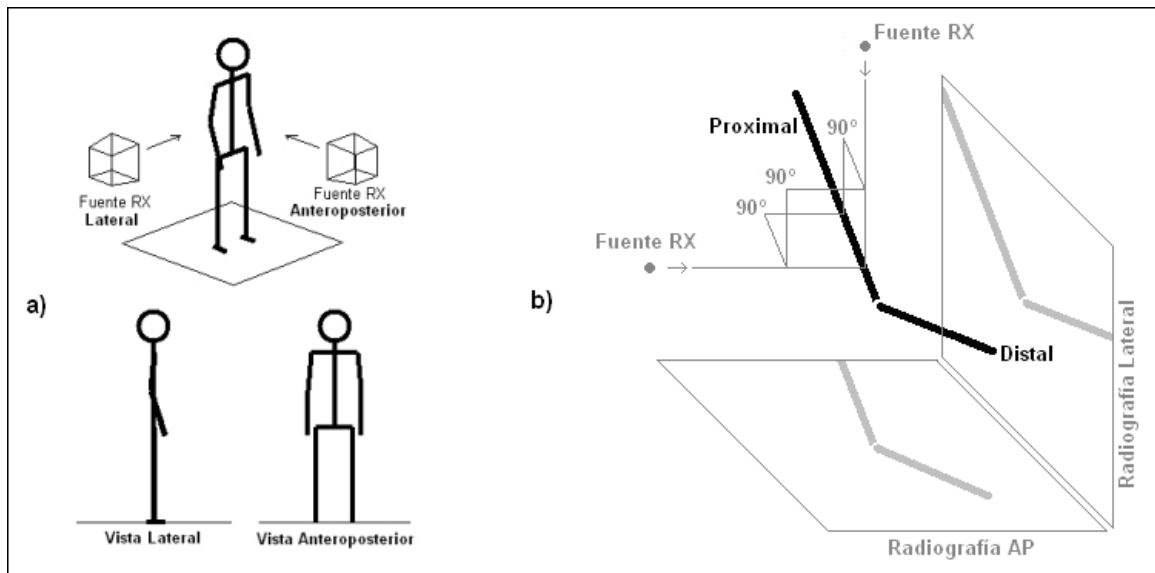 Fuente RX
Lateral
Fuente RX
Anteroposterior
a)
Vista Lateral
Vista Anteroposterior
b)
Fuente RX
Proximal
90°
90°
90°
Fuente RX
Distal
Radiografía Lateral
Radiografía AP